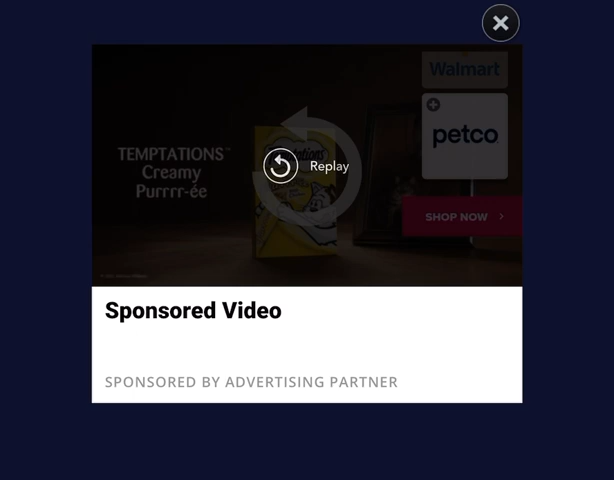 Walmart
petco
TEMPTATIONS™
Creamy
Purrrr-ée
Replay
SHOP NOW
Sponsored Video
SPONSORED BY ADVERTISING PARTNER